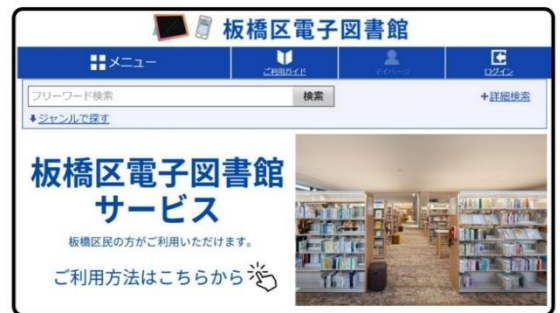 板橋区電子図書館
メニュー
ご利用ガイド
マイページ
ログイン
フリーワード検索
検索
+詳細検索
ジャンルで探す
板橋区電子図書館
サービス
板橋区民の方がご利用いただけます。
ご利用方法はこちらから